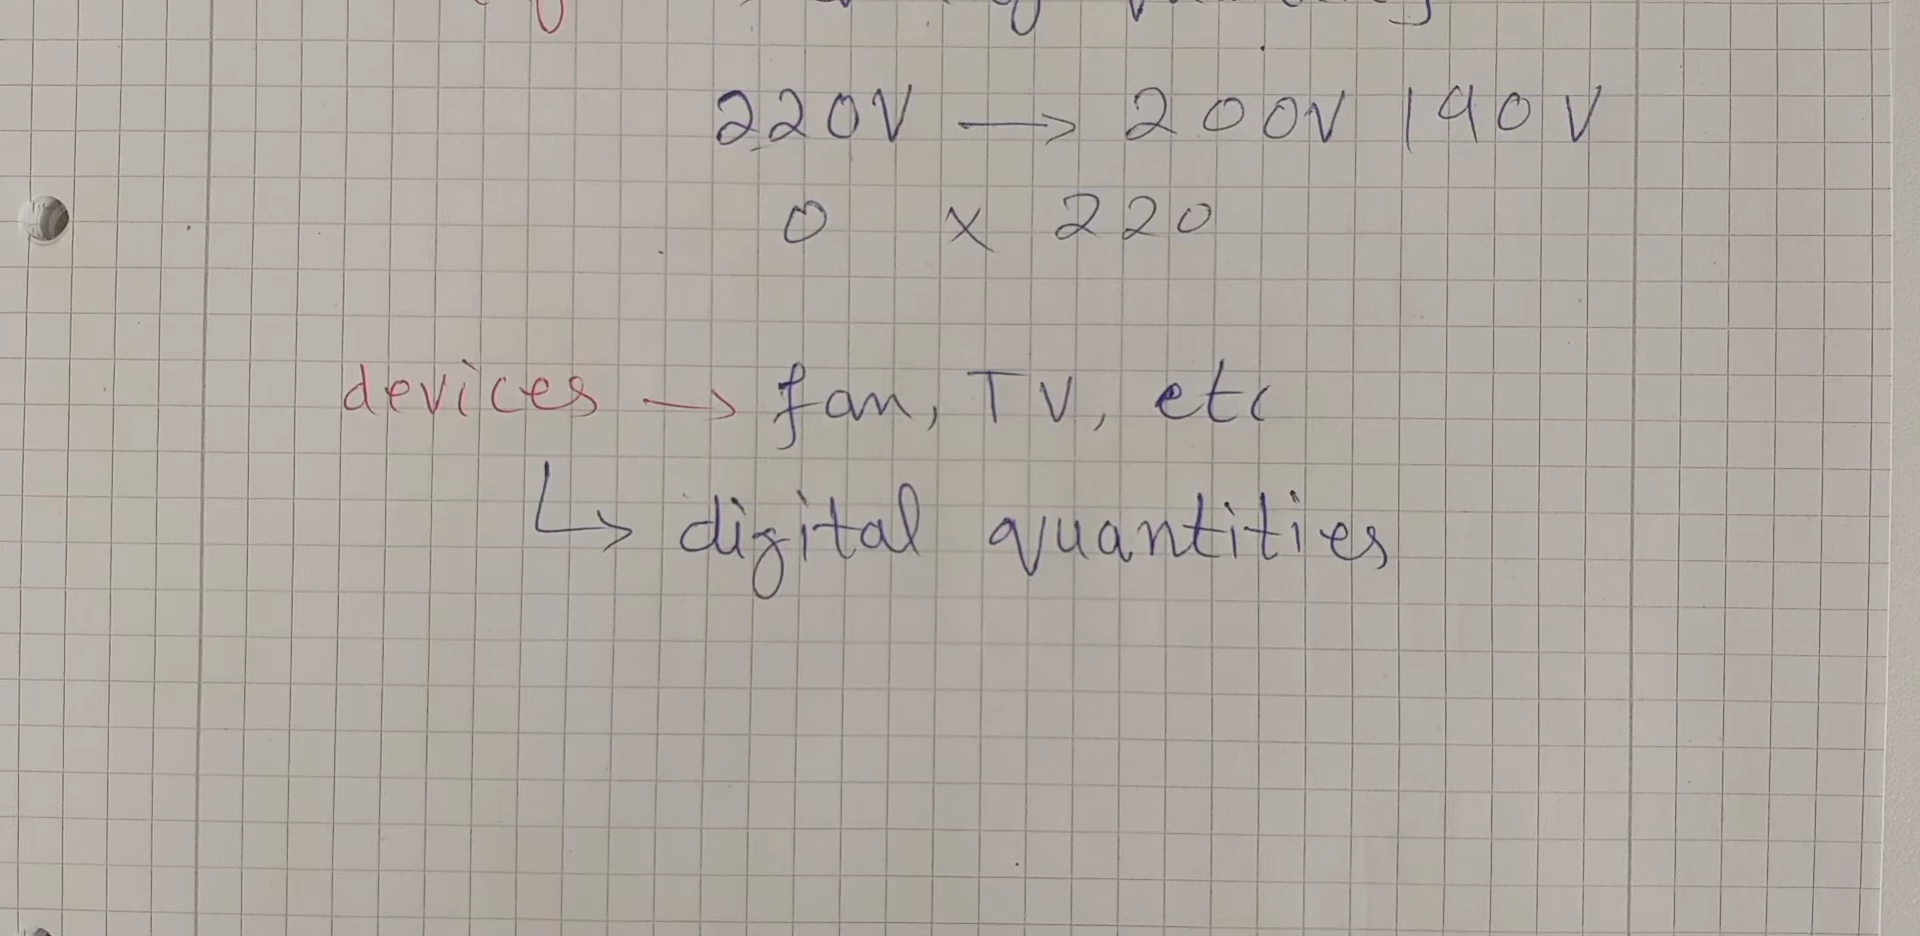 220V → 200V 190V
0 x 220
devices → fan, TV, etc
↳ digital quantities